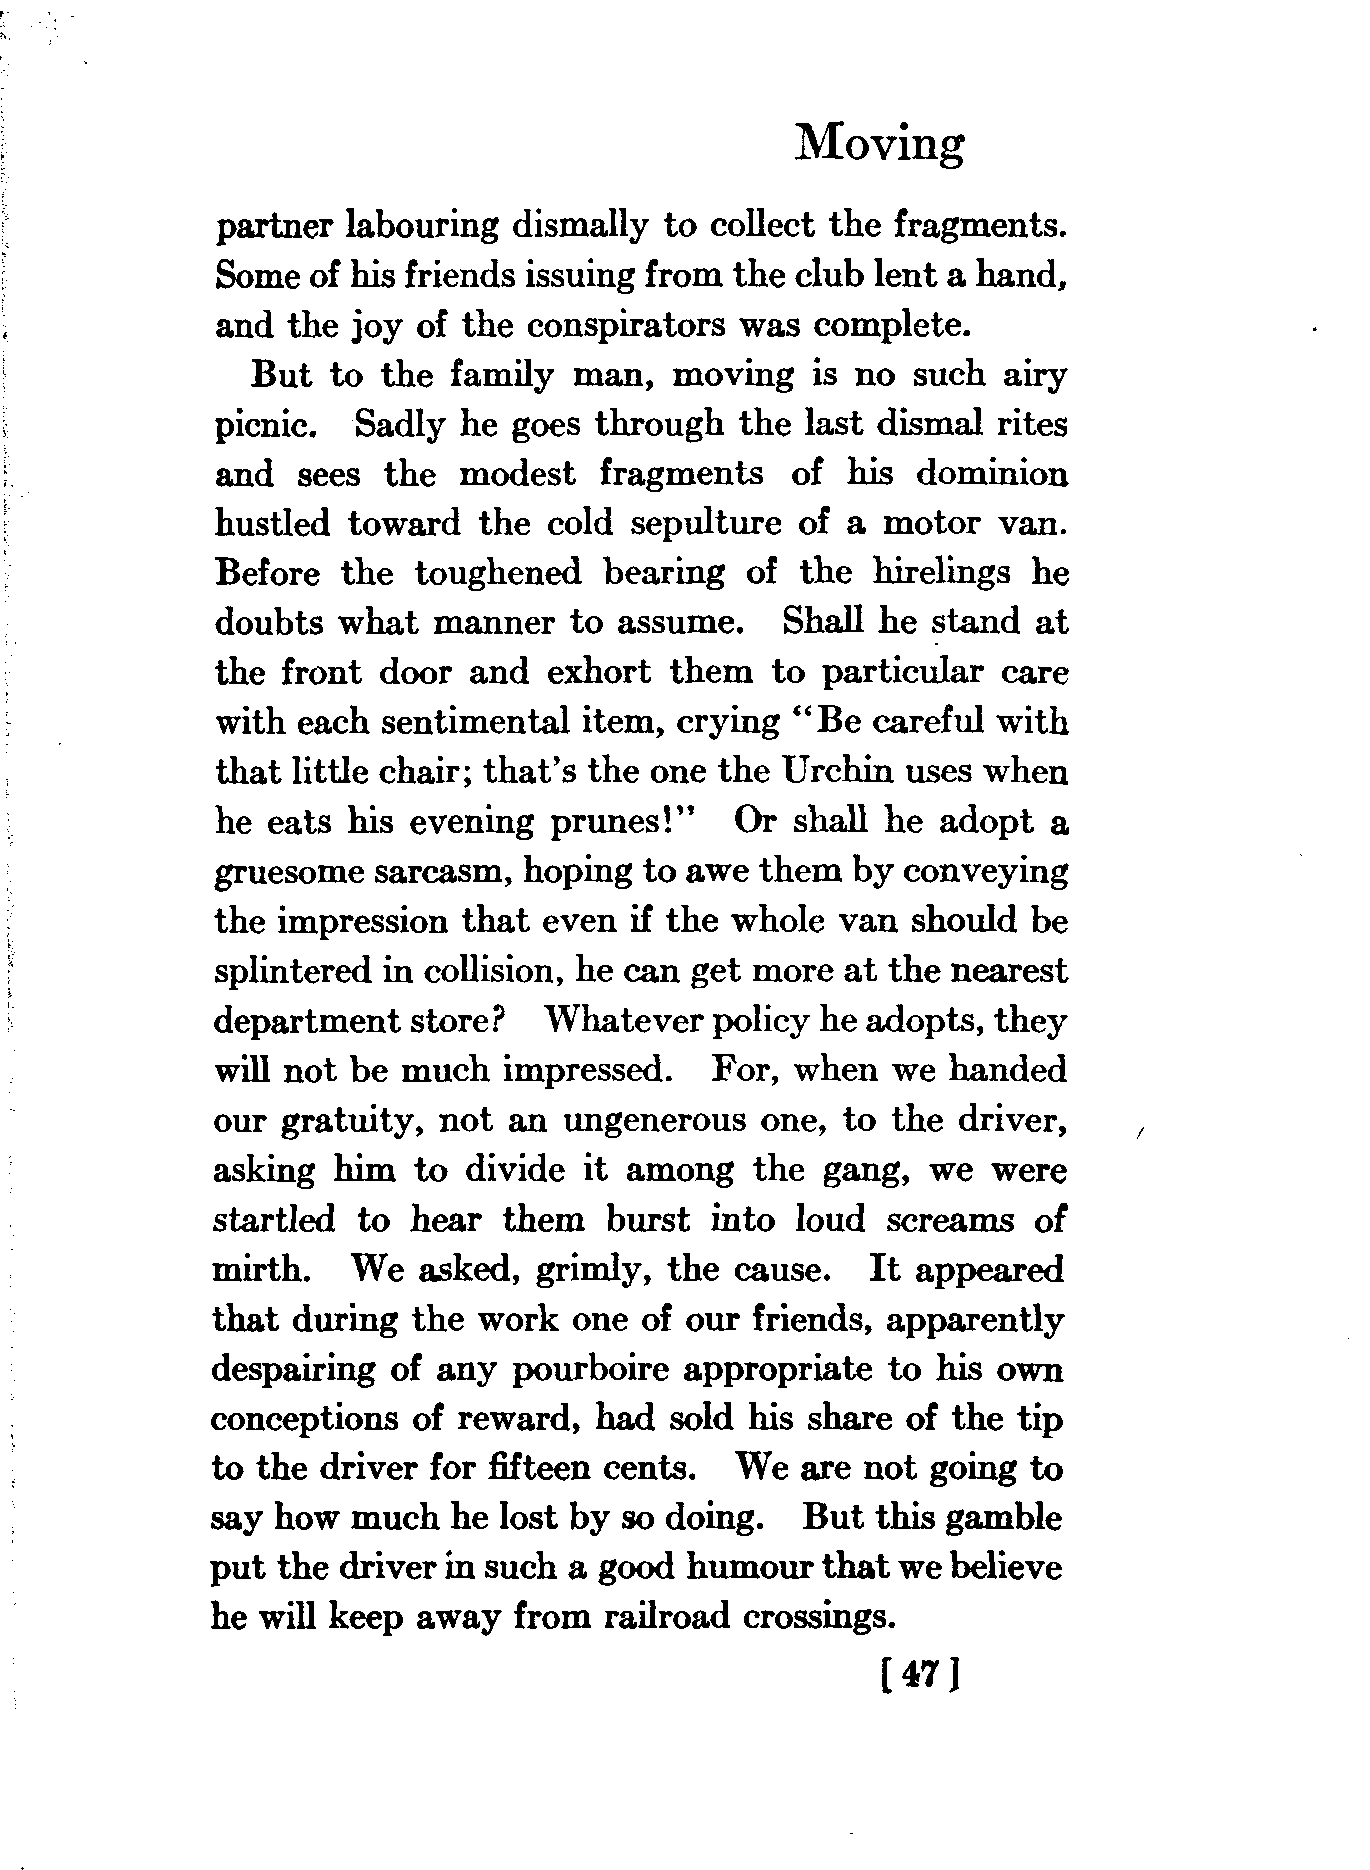 Moving
partner labouring dismally to collect the fragments.
Some of his friends issuing from the club lent a hand,
and the joy of the conspirators was complete.
But to the family man, moving is no such airy
picnic. Sadly he goes through the last dismal rites
and sees the modest fragments of his dominion
hustled toward the cold sepulture of a motor van.
Before the toughened bearing of the hirelings he
doubts what manner to assume. Shall he stand at
the front door and exhort them to particular care
with each sentimental item, crying “Be careful with
that little chair; that’s the one the Urchin uses when
he eats his evening prunes!” Or shall he adopt a
gruesome sarcasm, hoping to awe them by conveying
the impression that even if the whole van should be
splintered in collision, he can get more at the nearest
department store? Whatever policy he adopts, they
will not be much impressed. For, when we handed
our gratuity, not an ungenerous one, to the driver,
asking him to divide it among the gang, we were
startled to hear them burst into loud screams of
mirth. We asked, grimly, the cause. It appeared
that during the work one of our friends, apparently
despairing of any pourboire appropriate to his own
conceptions of reward, had sold his share of the tip
to the driver for fifteen cents. We are not going to
say how much he lost by so doing. But this gamble
put the driver in such a good humour that we believe
he will keep away from railroad crossings.
[ 47 ]